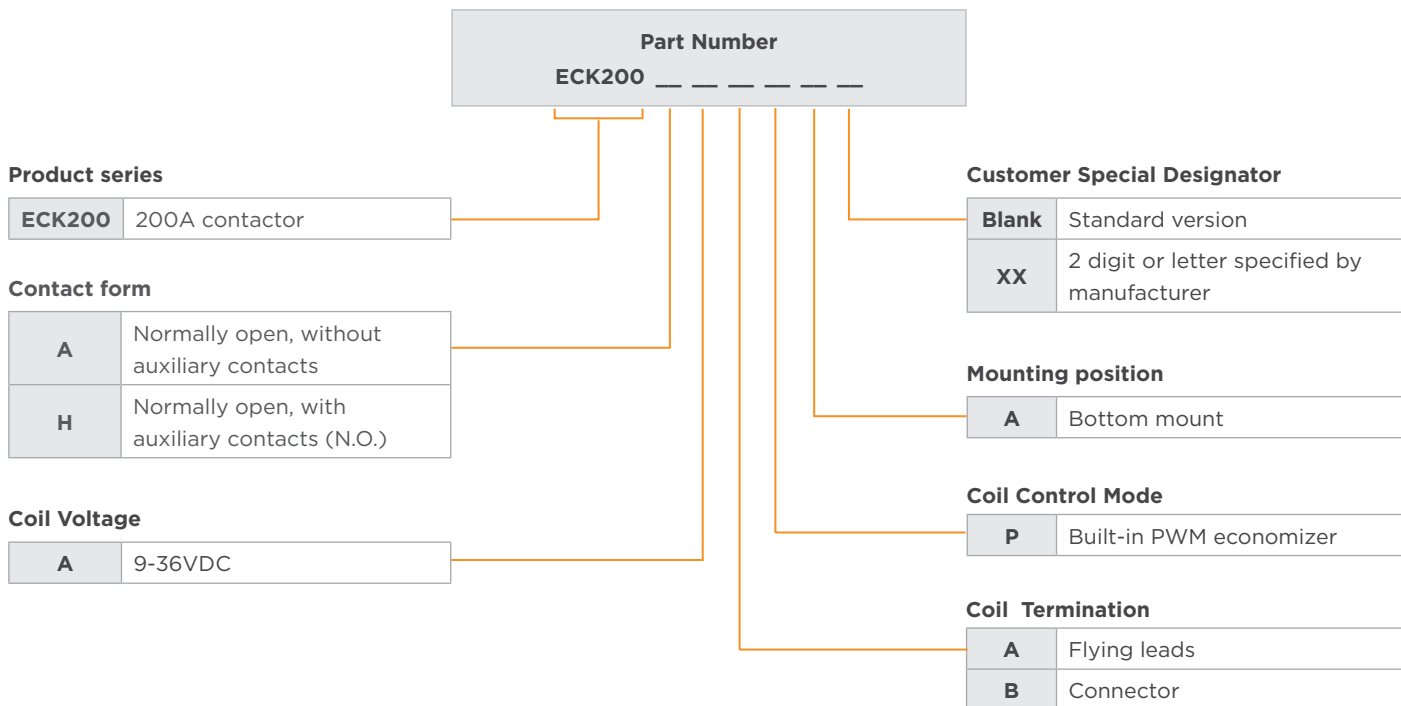 Part Number
ECK200 __ __ __ __ __ __
Product series
ECK200 200A contactor
Contact form
A Normally open, without
auxiliary contacts
H Normally open, with
auxiliary contacts (N.O.)
Coil Voltage
A 9-36VDC
Customer Special Designator
Blank Standard version
XX 2 digit or letter specified by
manufacturer
Mounting position
A Bottom mount
Coil Control Mode
P Built-in PWM economizer
Coil Termination
A Flying leads
B Connector